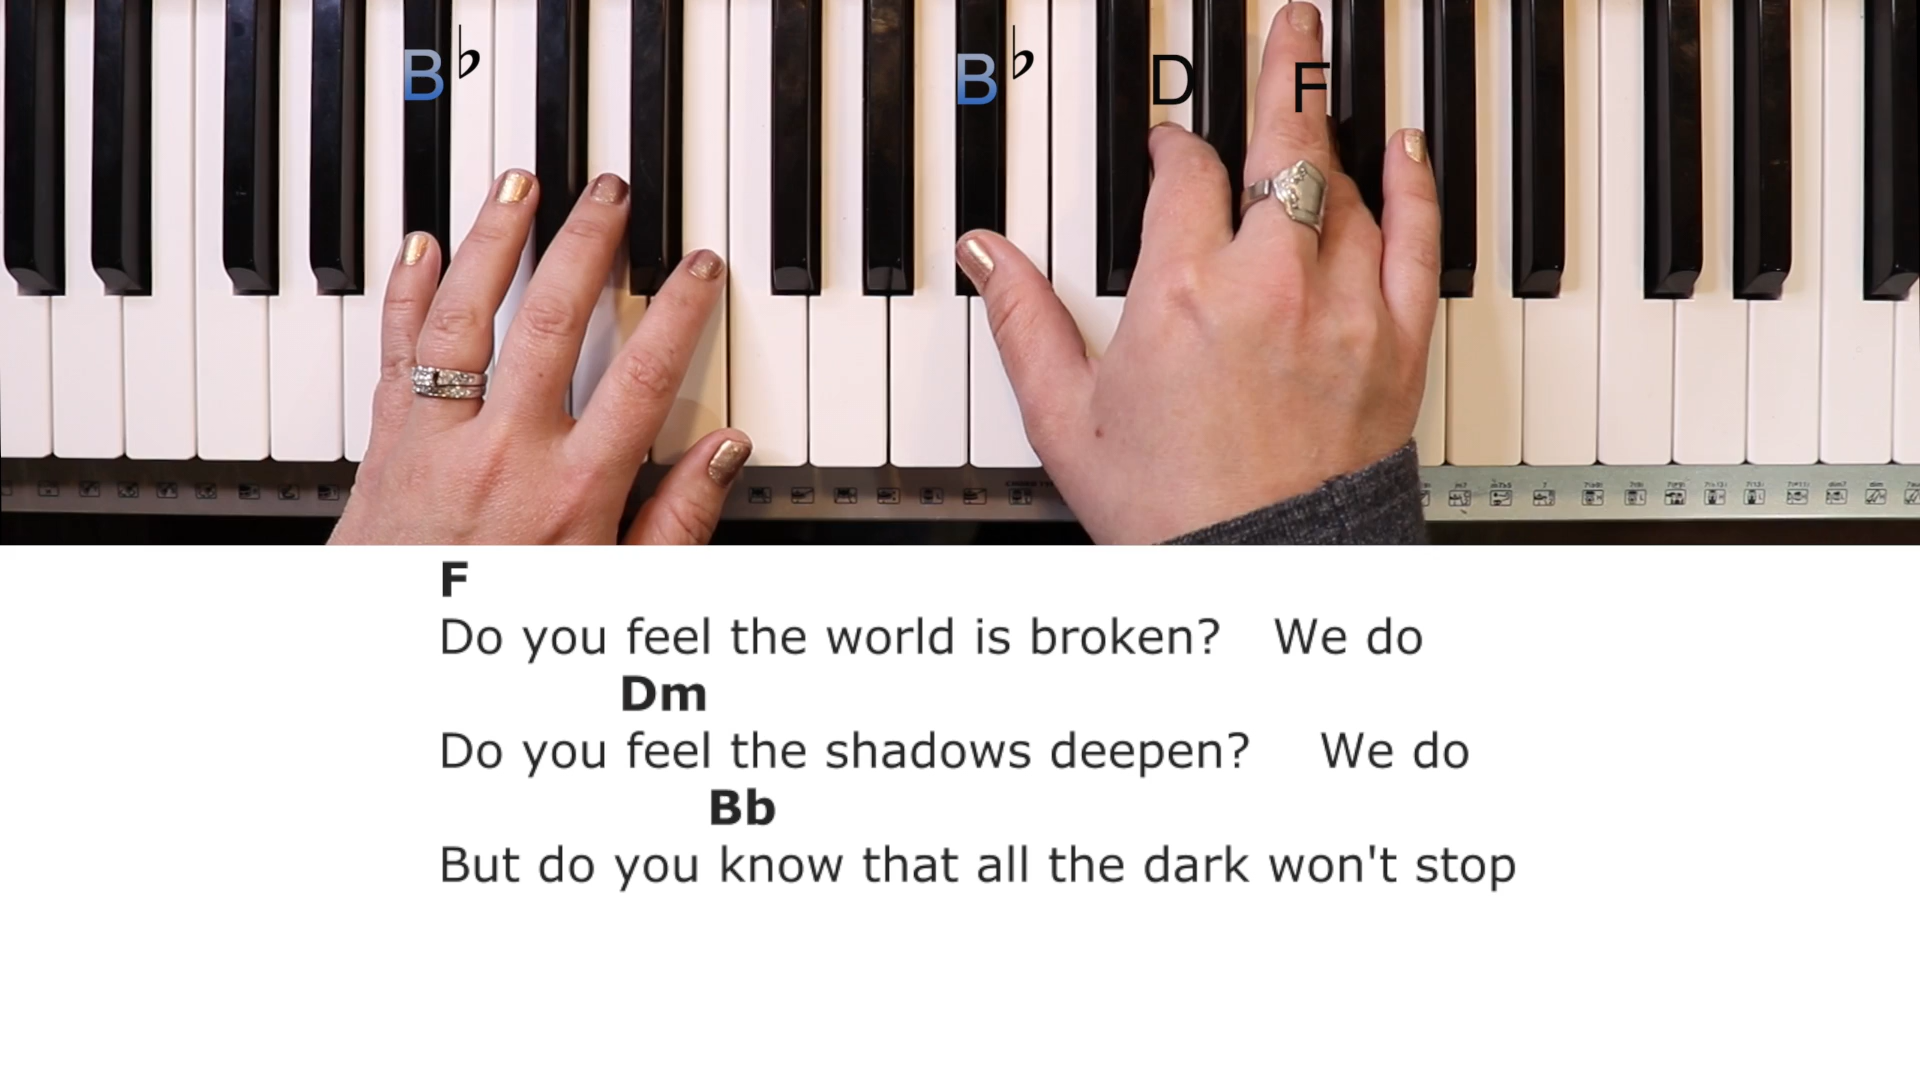 B♭ B♭ D F
F
Do you feel the world is broken? We do
Dm
Do you feel the shadows deepen? We do
Bb
But do you know that all the dark won't stop